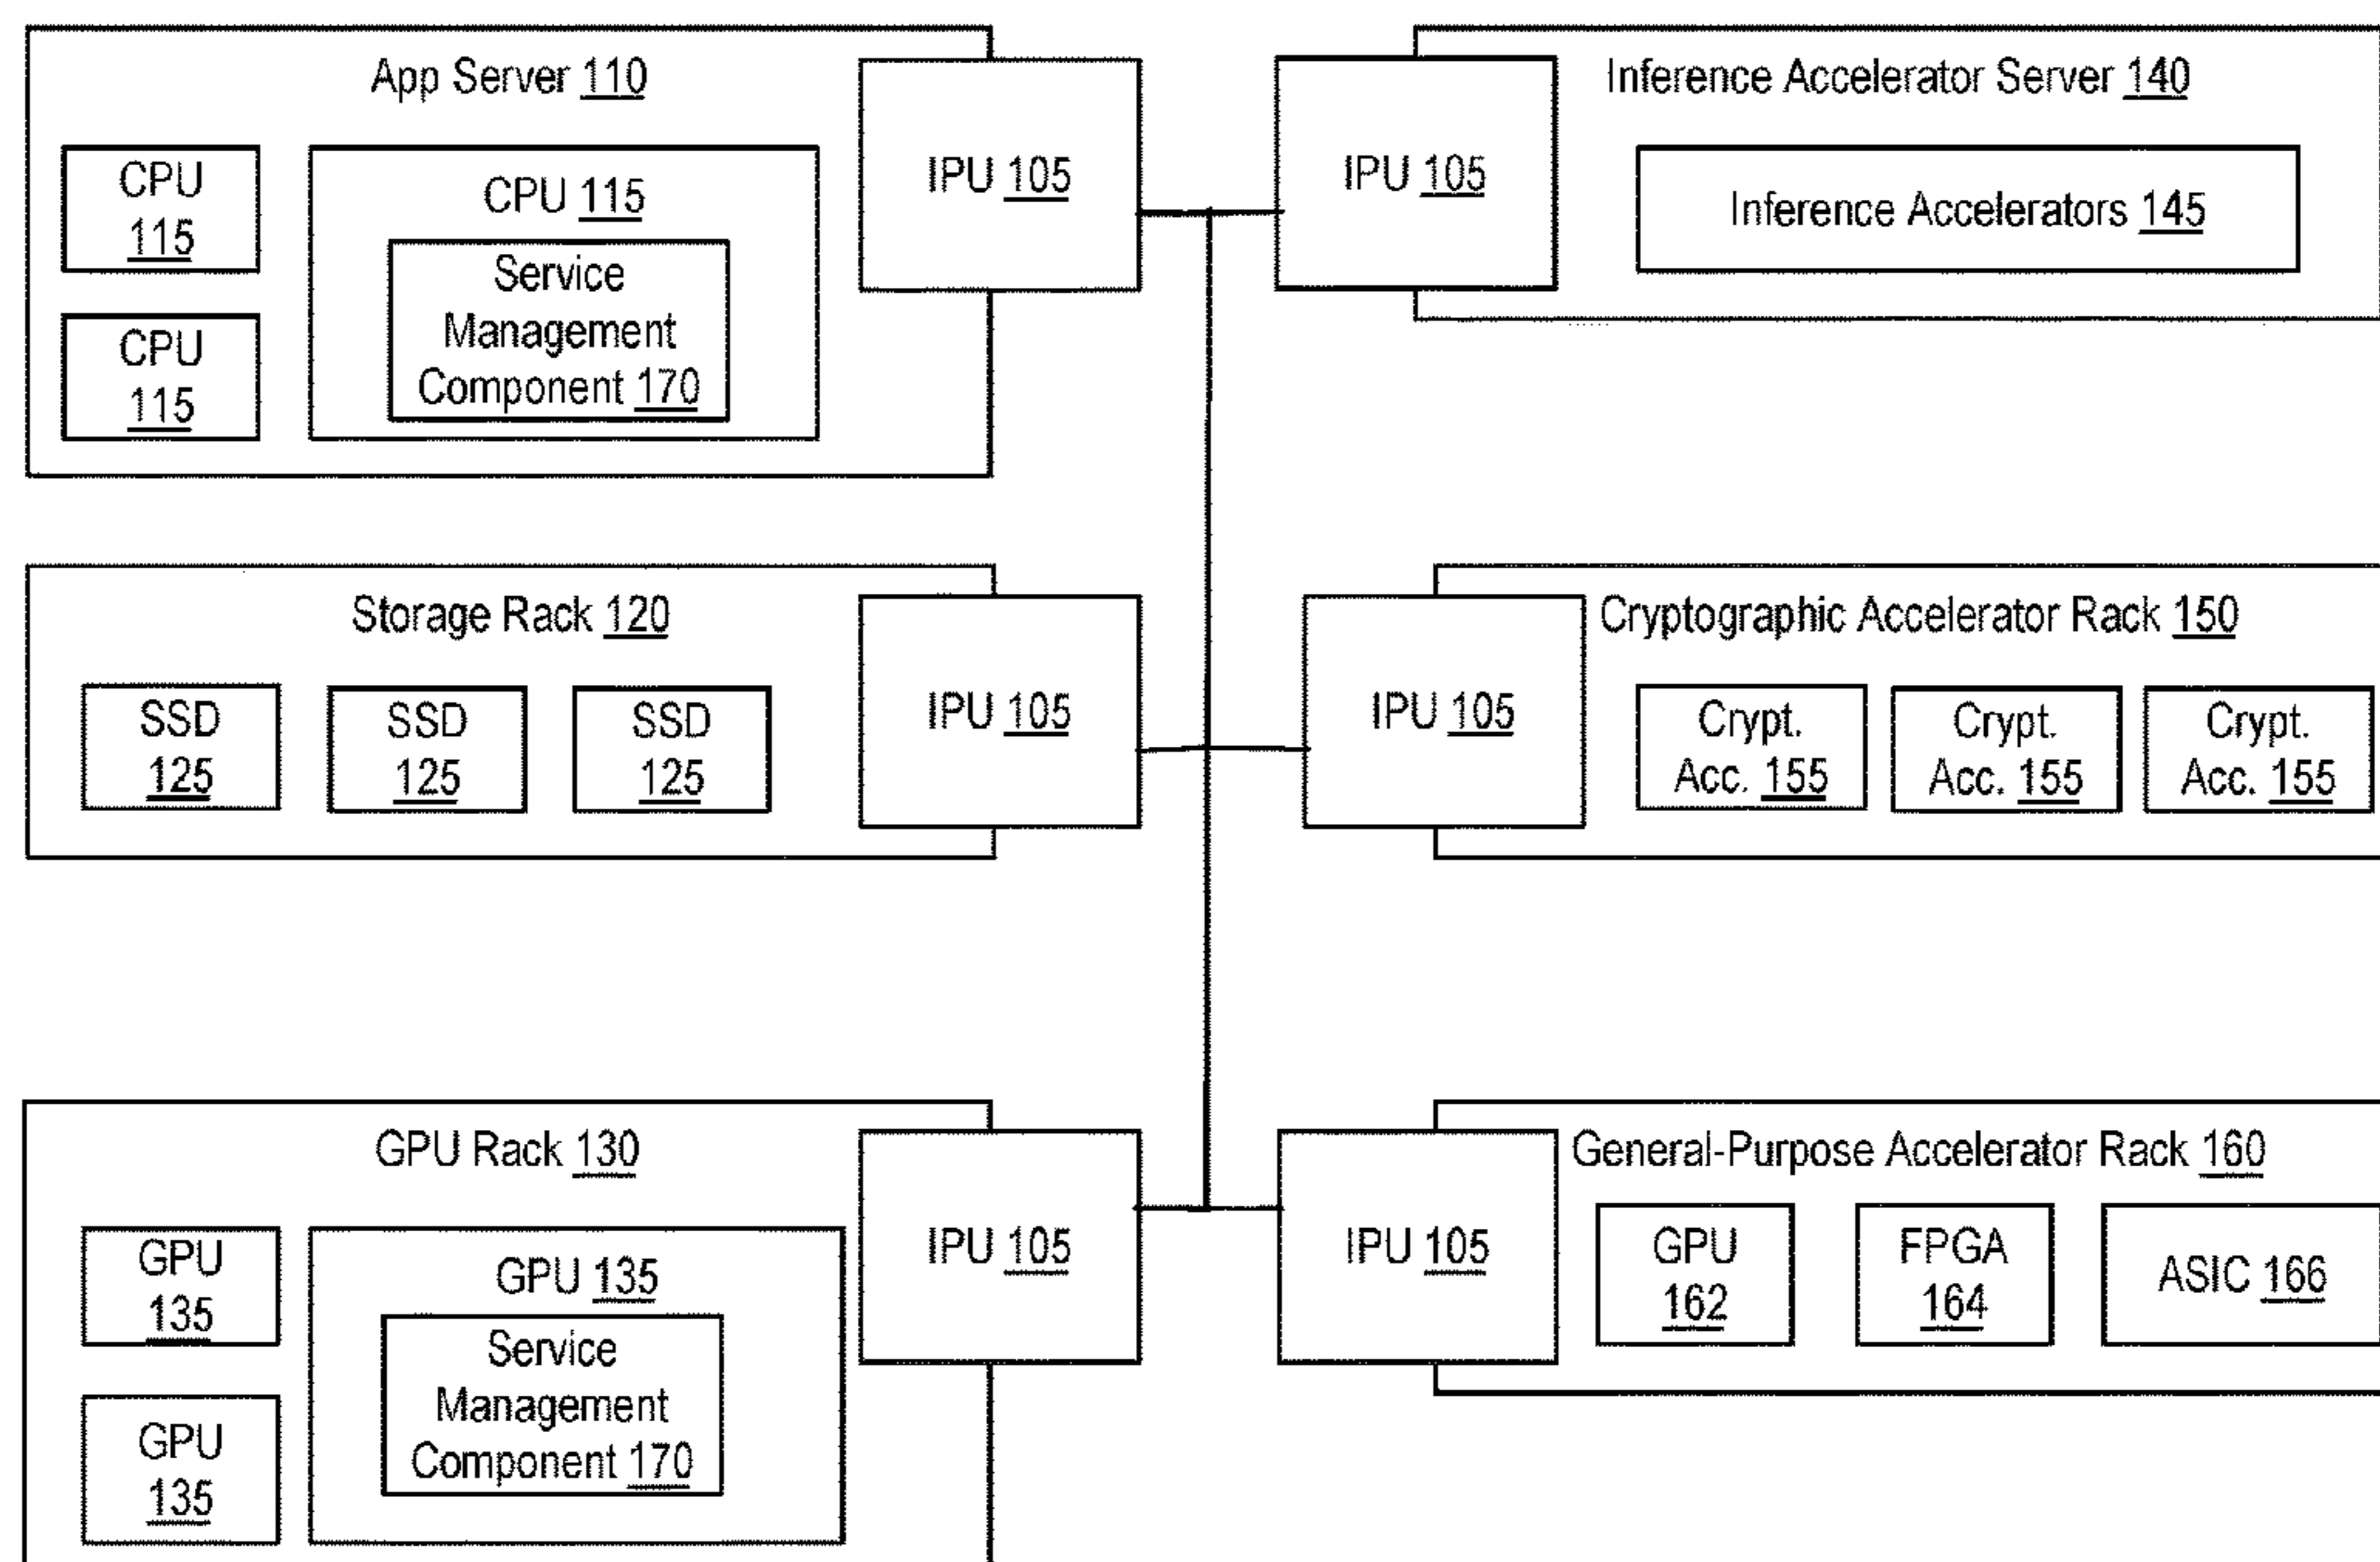 App Server 110
CPU
115
CPU
115
CPU 115
Service
Management
Component 170
IPU 105
IPU 105
Inference Accelerator Server 140
Inference Accelerators 145
Storage Rack 120
SSD
125
SSD
125
SSD
125
IPU 105
IPU 105
Cryptographic Accelerator Rack 150
Crypt.
Acc. 155
Crypt.
Acc. 155
Crypt.
Acc. 155
GPU Rack 130
GPU
135
GPU
135
GPU 135
Service
Management
Component 170
IPU 105
IPU 105
General-Purpose Accelerator Rack 160
GPU
162
FPGA
164
ASIC 166